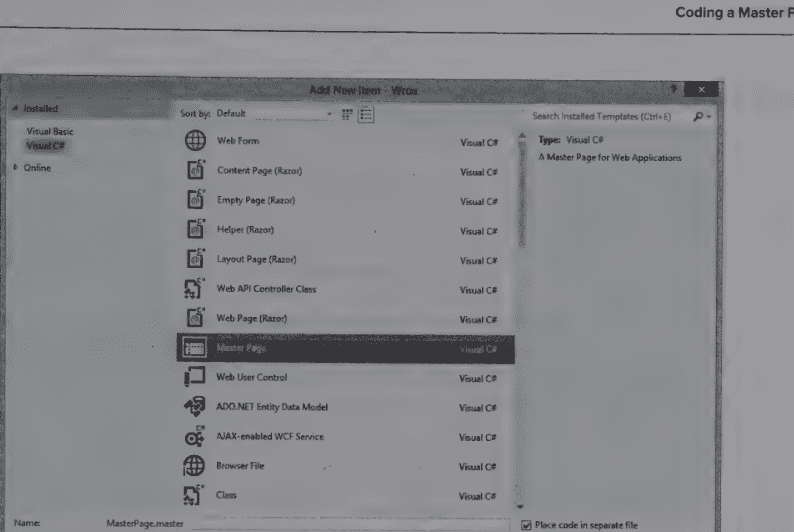 Coding a Master P
Add New Item - Wrox
? ×
Installed
Visual Basic
Visual C#
Online
Sort by: Default
Search Installed Templates (Ctrl+E)
Web Form Visual C#
Content Page (Razor) Visual C#
Empty Page (Razor) Visual C#
Helper (Razor) Visual C#
Layout Page (Razor) Visual C#
Web API Controller Class Visual C#
Web Page (Razor) Visual C#
Master Page Visual C#
Web User Control Visual C#
ADO.NET Entity Data Model Visual C#
AJAX-enabled WCF Service Visual C#
Browser File Visual C#
Class Visual C#
Type: Visual C#
A Master Page for Web Applications
Name: MasterPage.master
Place code in separate file